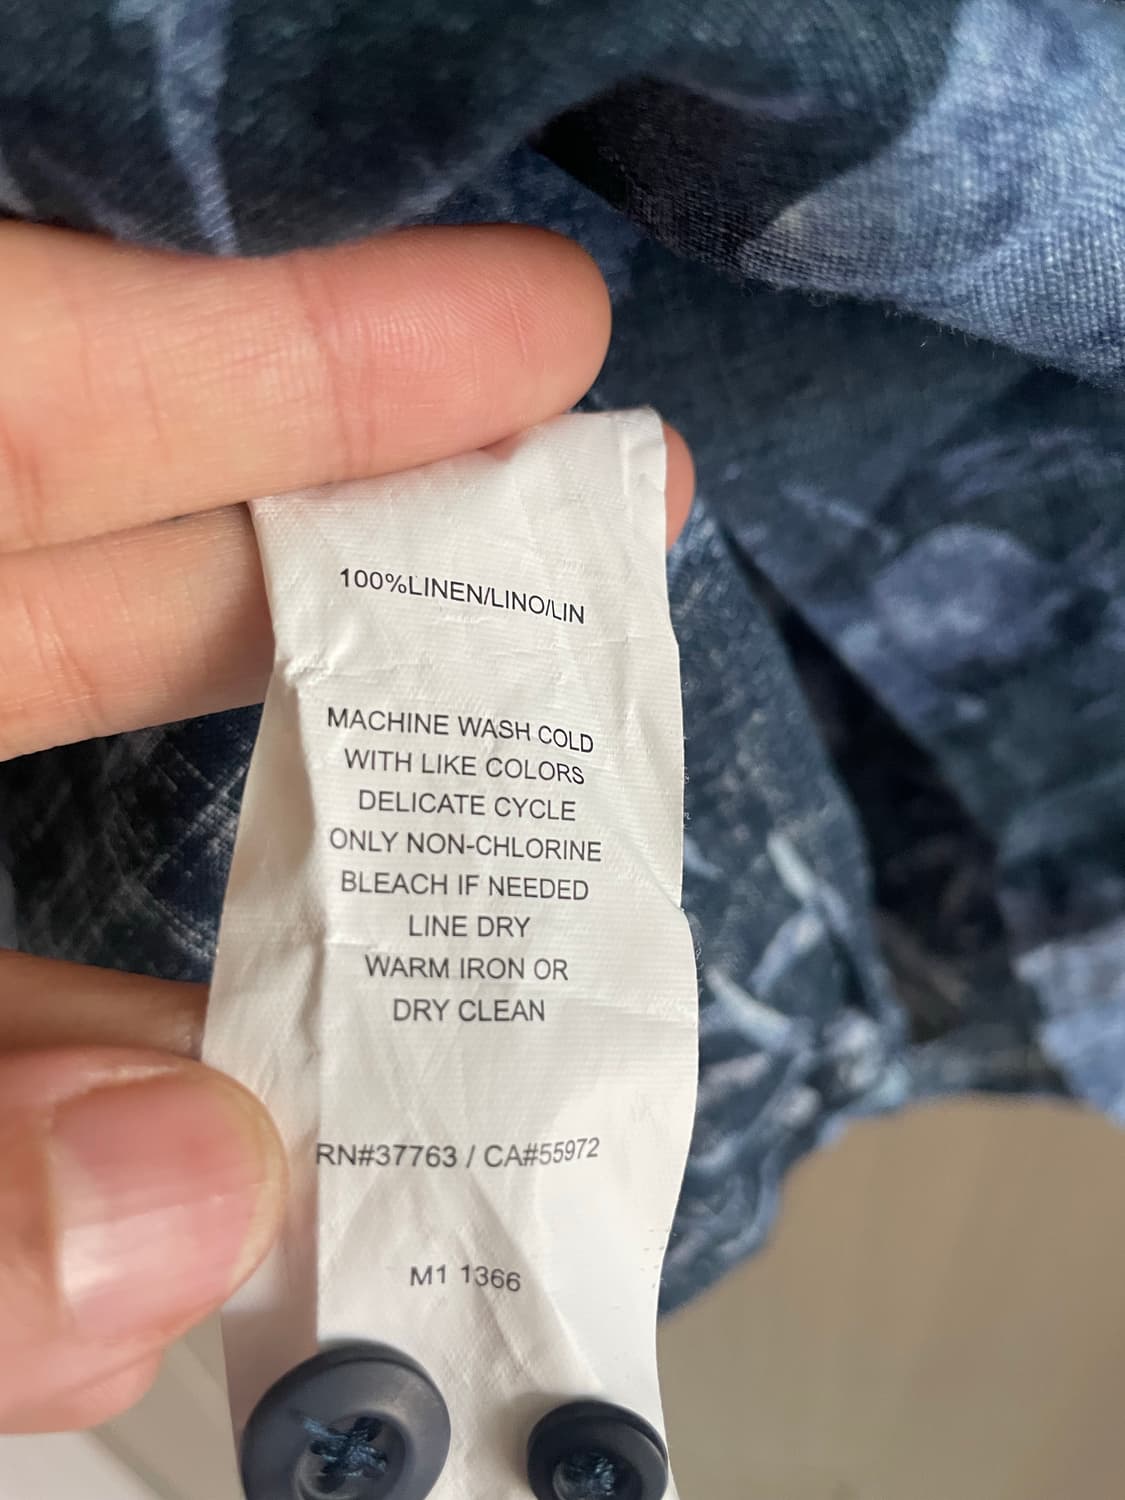 100%LINEN/LINO/LIN
MACHINE WASH COLD
WITH LIKE COLORS
DELICATE CYCLE
ONLY NON-CHLORINE
BLEACH IF NEEDED
LINE DRY
WARM IRON OR
DRY CLEAN
RN#37763 / CA#55972
M1 1366